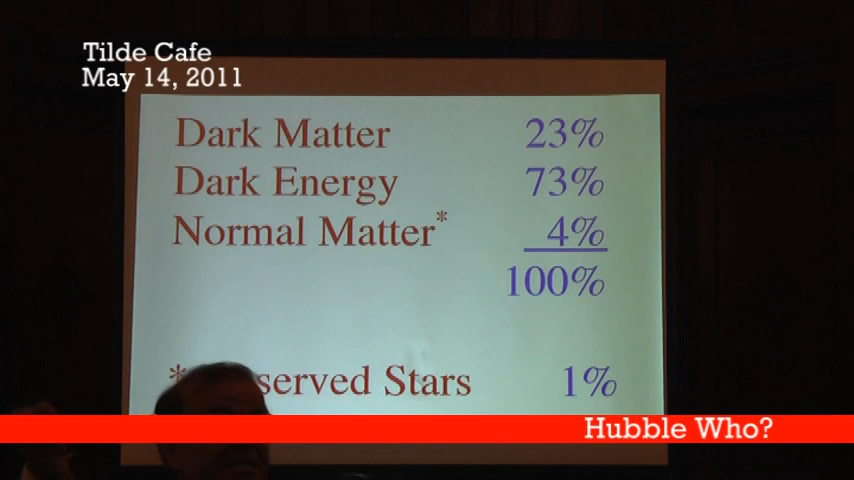 Tilde Cafe
May 14, 2011
Dark Matter 23%
Dark Energy 73%
Normal Matter* 4%
100%
* Stars 1%
Hubble Who?